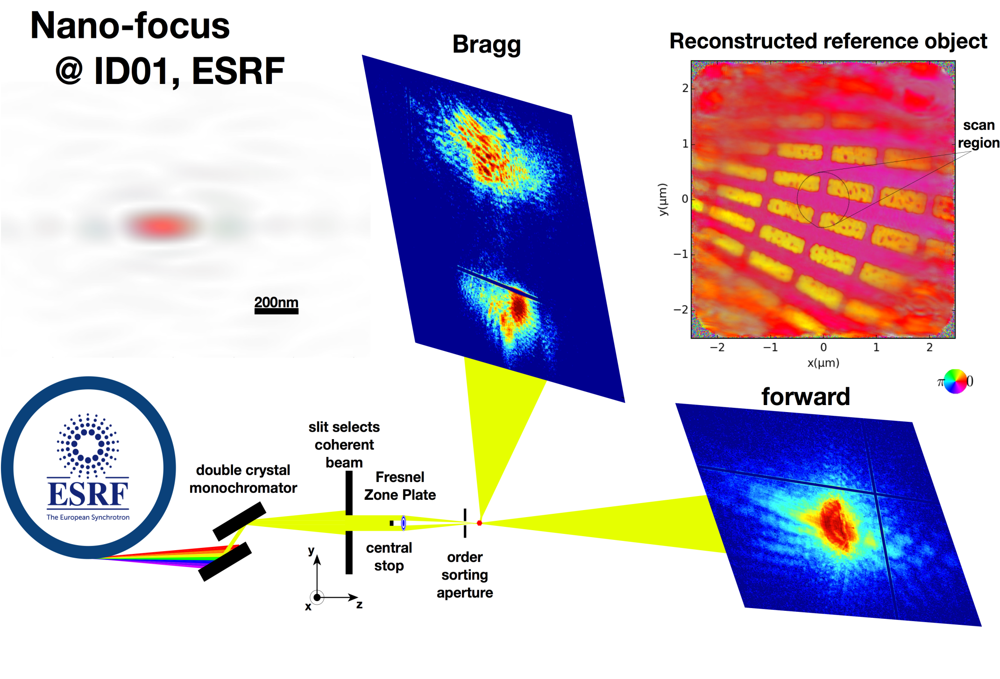 Nano-focus
@ ID01, ESRF
200nm
Bragg
Reconstructed reference object
2
1
0
−1
−2
y(μm)
−2 −1 0 1 2
x(μm)
scan
region
π 0
forward
ESRF
The European Synchrotron
double crystal
monochromator
slit selects
coherent
beam
Fresnel
Zone Plate
central
stop
order
sorting
aperture
y
x
z